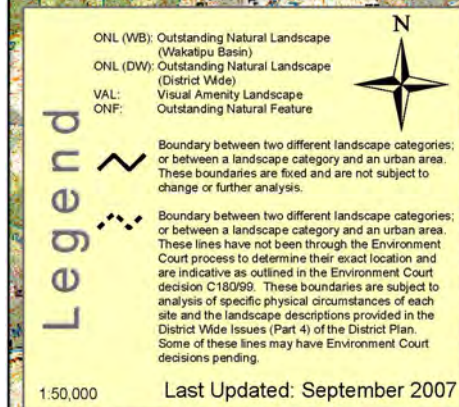 N
ONL (WB): Outstanding Natural Landscape
(Wakatipu Basin)
ONL (DW): Outstanding Natural Landscape
(District Wide)
VAL: Visual Amenity Landscape
ONF: Outstanding Natural Feature
Legend
Boundary between two different landscape categories;
or between a landscape category and an urban area.
These boundaries are fixed and are not subject to
change or further analysis.
Boundary between two different landscape categories;
or between a landscape category and an urban area.
These lines have not been through the Environment
Court process to determine their exact location and
are indicative as outlined in the Environment Court
decision C180/99. These boundaries are subject to
analysis of specific physical circumstances of each
site and the landscape descriptions provided in the
District Wide Issues (Part 4) of the District Plan.
Some of these lines may have Environment Court
decisions pending.
1:50,000 Last Updated: September 2007